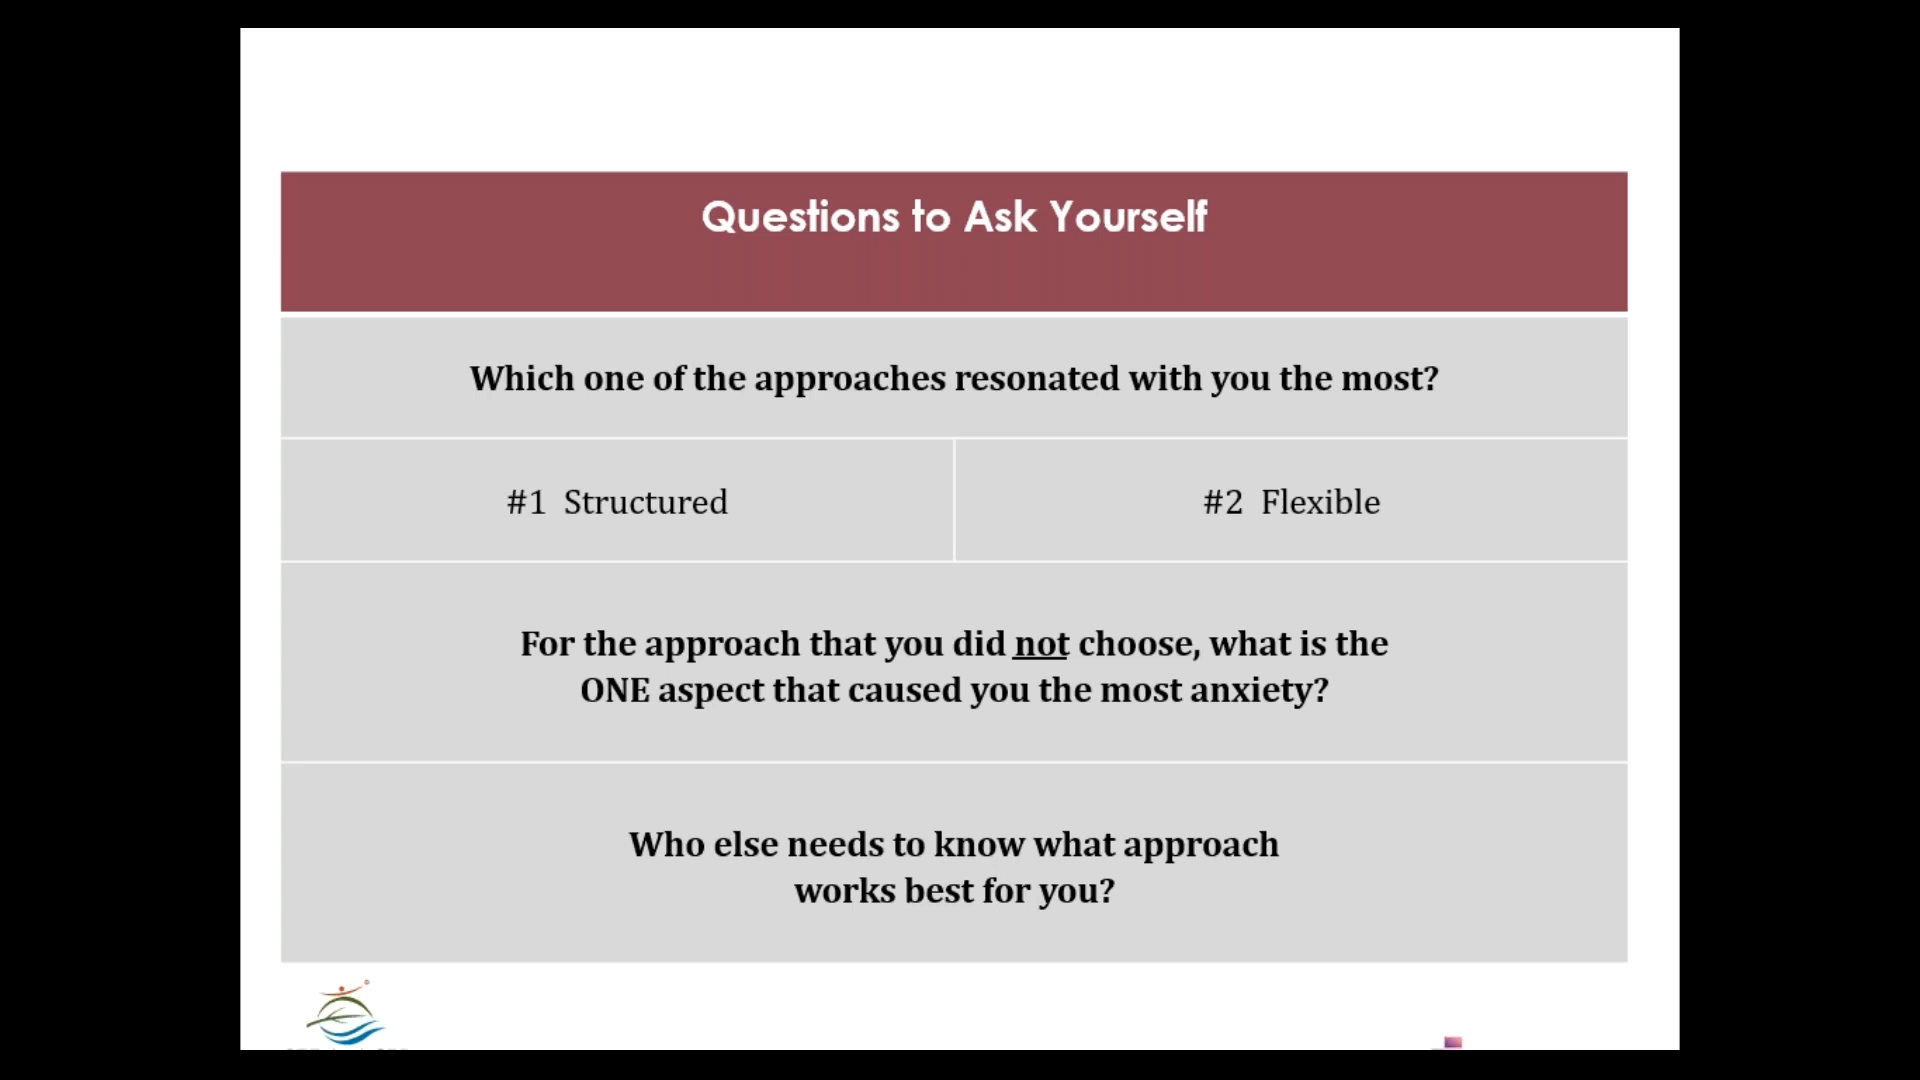 Questions to Ask Yourself
Which one of the approaches resonated with you the most?
#1 Structured
#2 Flexible
For the approach that you did not choose, what is the
ONE aspect that caused you the most anxiety?
Who else needs to know what approach
works best for you?